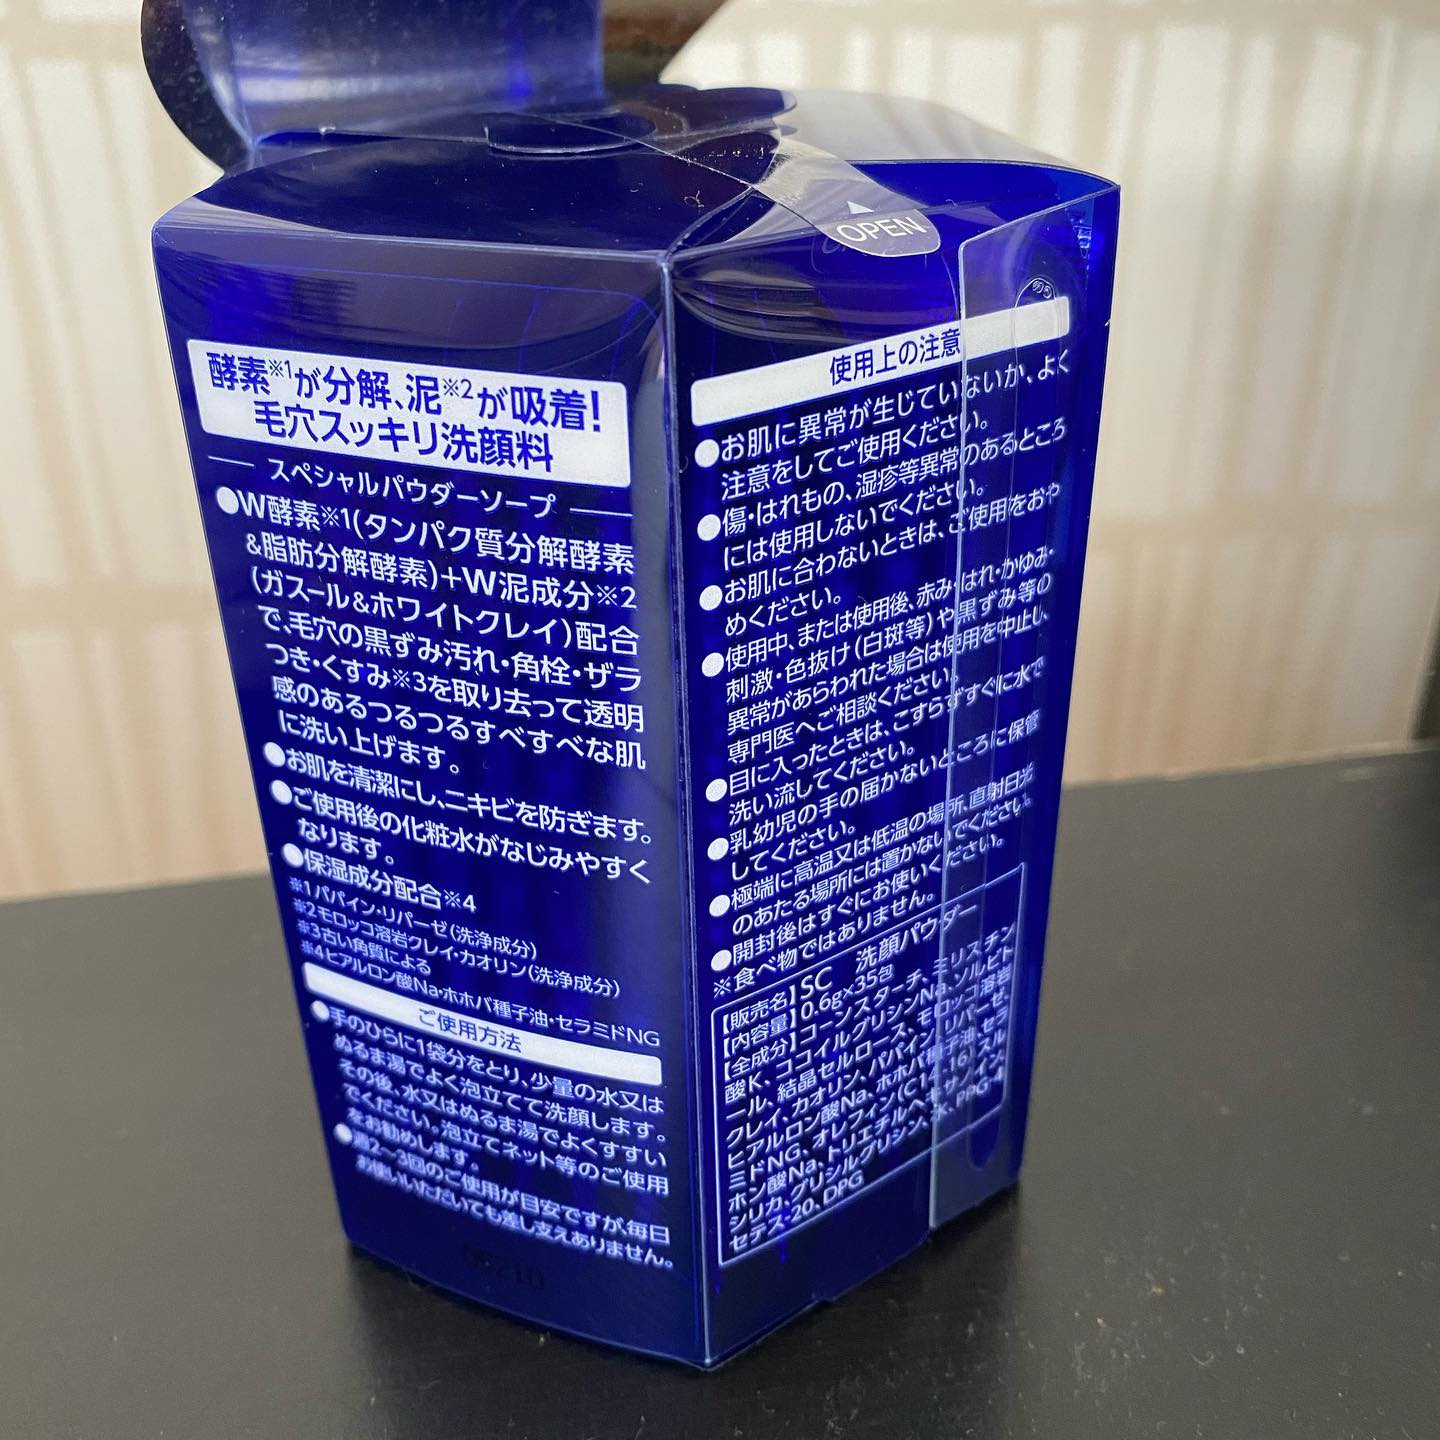 OPEN
酵素※1が分解、泥※2が吸着!
毛穴スッキリ洗顔料
スペシャルパウダーソープ
●W酵素※1(タンパク質分解酵素
&脂肪分解酵素)+W泥成分※2
(ガスール&ホワイトクレイ)配合
で、毛穴の黒ずみ汚れ・角栓・ザラ
つき・くすみ※3を取り去って透明
感のあるつるつるすべすべな肌
に洗い上げます。
●お肌を清潔にし、ニキビを防ぎます。
●ご使用後の化粧水がなじみやすく
なります。
●保湿成分配合※4
※1パパイン・リパーゼ(洗浄成分)
※2モロッコ溶岩クレイ・カオリン(洗浄成分)
※3古い角質による
※4ヒアルロン酸Na・ホホバ種子油・セラミドNG
ご使用方法
●手のひらに1袋分をとり、少量の水又は
ぬるま湯でよく泡立てて洗顔します。
その後、水又はぬるま湯でよくすすい
でください。泡立てネット等のご使用
をお勧めします。
●週2~3回のご使用が目安ですが、毎日
お使いいただいても差し支えありません。
使用上の注意
●お肌に異常が生じていないか、よく
注意をしてご使用ください。
●傷・はれもの、湿疹等異常のあるところ
には使用しないでください。
●お肌に合わないときは、ご使用をおや
めください。
●使用中、または使用後、赤み・はれ・かゆみ・
刺激・色抜け(白斑等)や黒ずみ等の
異常があらわれた場合は使用を中止し、
専門医へご相談ください。
●目に入ったときは、こすらずすぐに水で
洗い流してください。
●乳幼児の手の届かないところに保管
してください。
●極端に高温又は低温の場所、直射日光
のあたる場所には置かないでください。
●開封後はすぐにお使いください。
※食べ物ではありません。
【販売名】SC 洗顔パウダー
【内容量】0.6g×35包
【全成分】コーンスターチ、ミリスチン
酸K、ココイルグリシンNa、ソルビト
ール、結晶セルロース、モロッコ溶岩
クレイ、カオリン、パパイン、リパーゼ、
ヒアルロン酸Na、ホホバ種子油、セラ
ミドNG、オレフィン(C14-16)スル
ホン酸Na、トリエチルヘキサノイン、
シリカ、グリシルグリシン、水、PPG-4
セテス-20、DPG